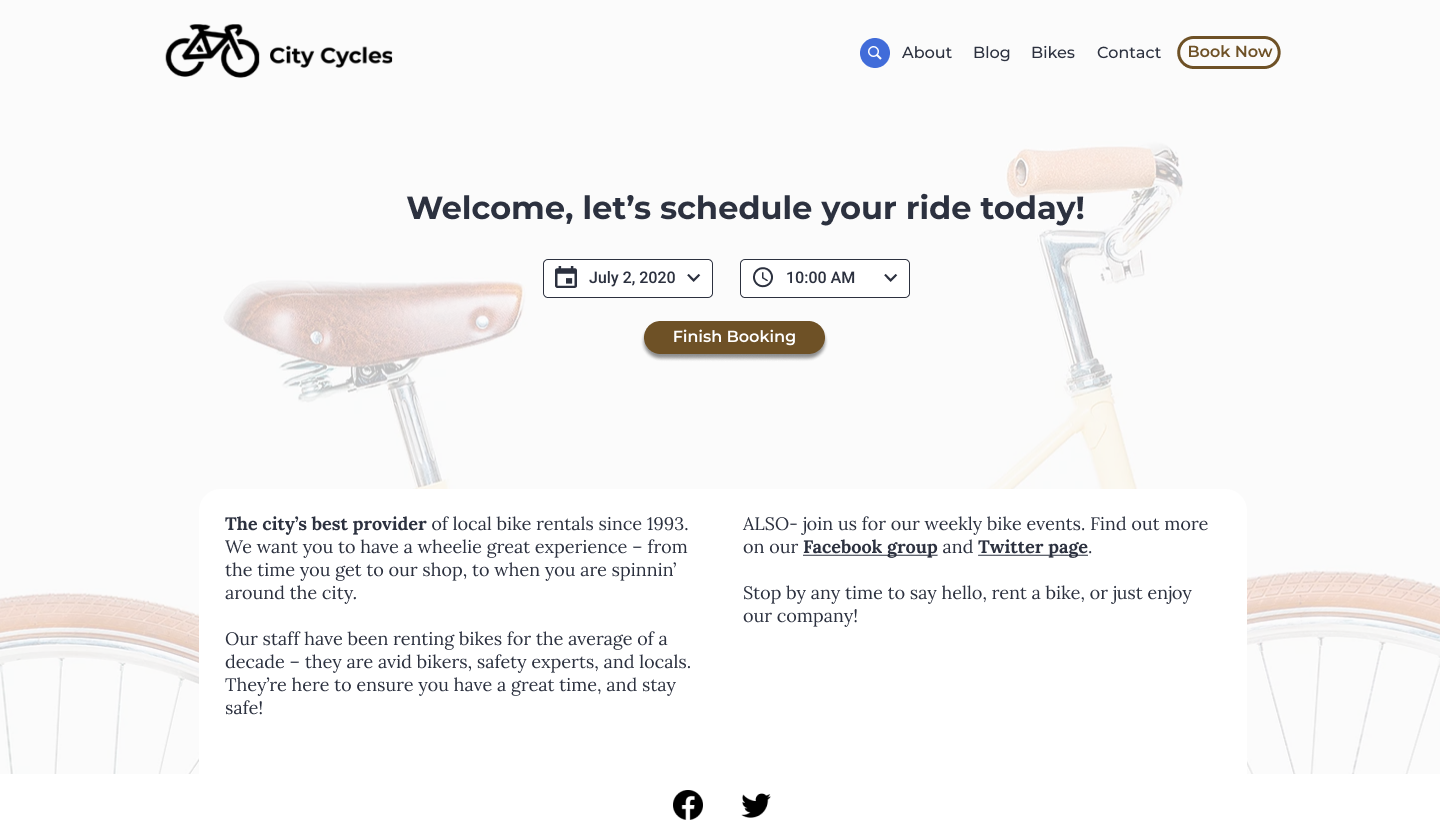 City Cycles
About Blog Bikes Contact Book Now
Welcome, let’s schedule your ride today!
July 2, 2020 10:00 AM
Finish Booking
The city’s best provider of local bike rentals since 1993.
We want you to have a wheelie great experience – from
the time you get to our shop, to when you are spinnin’
around the city.
Our staff have been renting bikes for the average of a
decade – they are avid bikers, safety experts, and locals.
They’re here to ensure you have a great time, and stay
safe!
ALSO- join us for our weekly bike events. Find out more
on our Facebook group and Twitter page.
Stop by any time to say hello, rent a bike, or just enjoy
our company!